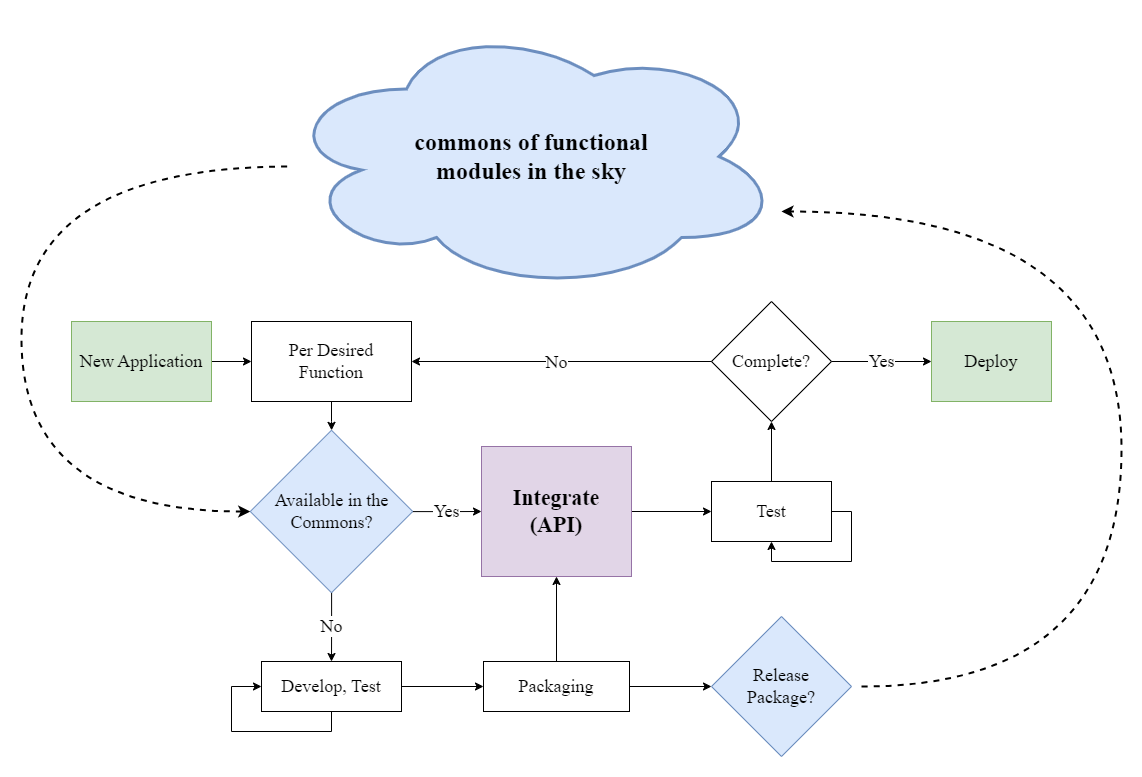 commons of functional
modules in the sky
New Application
Per Desired
Function
No
Complete?
Yes
Deploy
Available in the
Commons?
Yes
Integrate
(API)
Test
No
Develop, Test
Packaging
Release
Package?